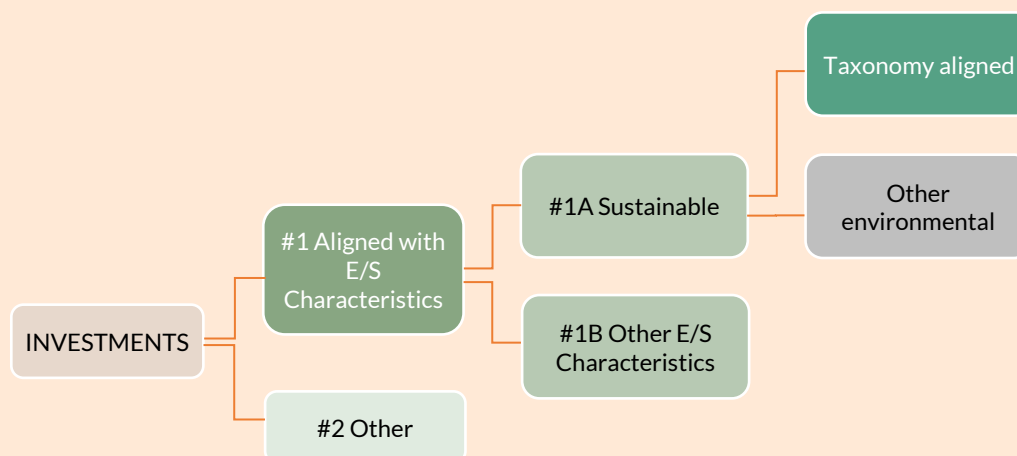 Taxonomy aligned
Other
environmental
#1A Sustainable
#1 Aligned with
E/S
Characteristics
#1B Other E/S
Characteristics
INVESTMENTS
#2 Other